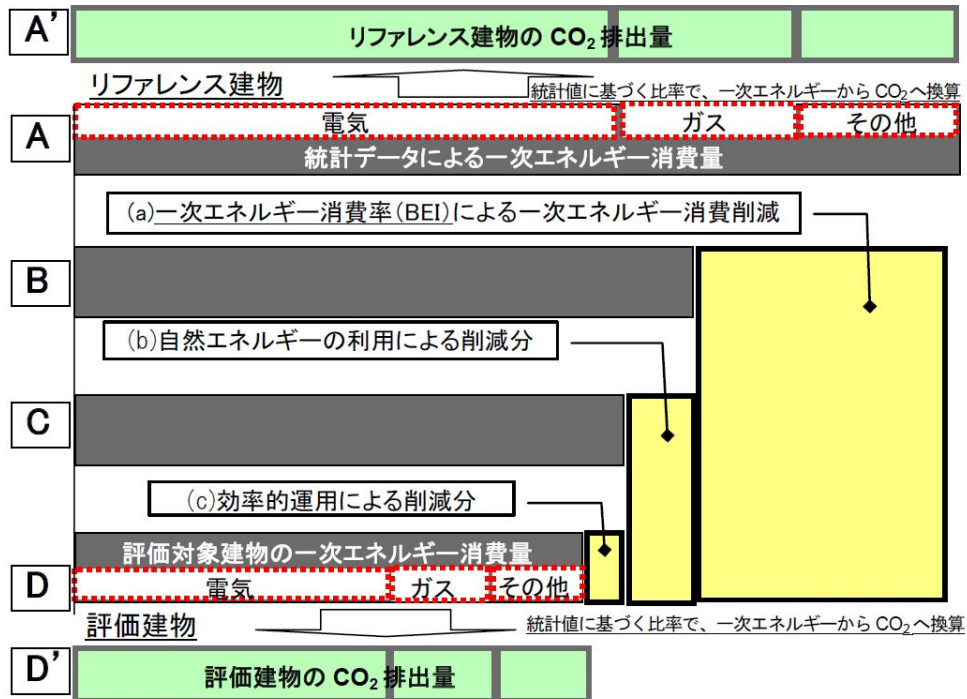 A'
リファレンス建物の CO2 排出量
リファレンス建物
統計値に基づく比率で、一次エネルギーから CO2 へ換算
A
電気
ガス
その他
統計データによる一次エネルギー消費量
(a)一次エネルギー消費率(BEI)による一次エネルギー消費削減
B
(b)自然エネルギーの利用による削減分
C
(c)効率的運用による削減分
評価対象建物の一次エネルギー消費量
D
電気
ガス
その他
評価建物
統計値に基づく比率で、一次エネルギーから CO2 へ換算
D'
評価建物の CO2 排出量